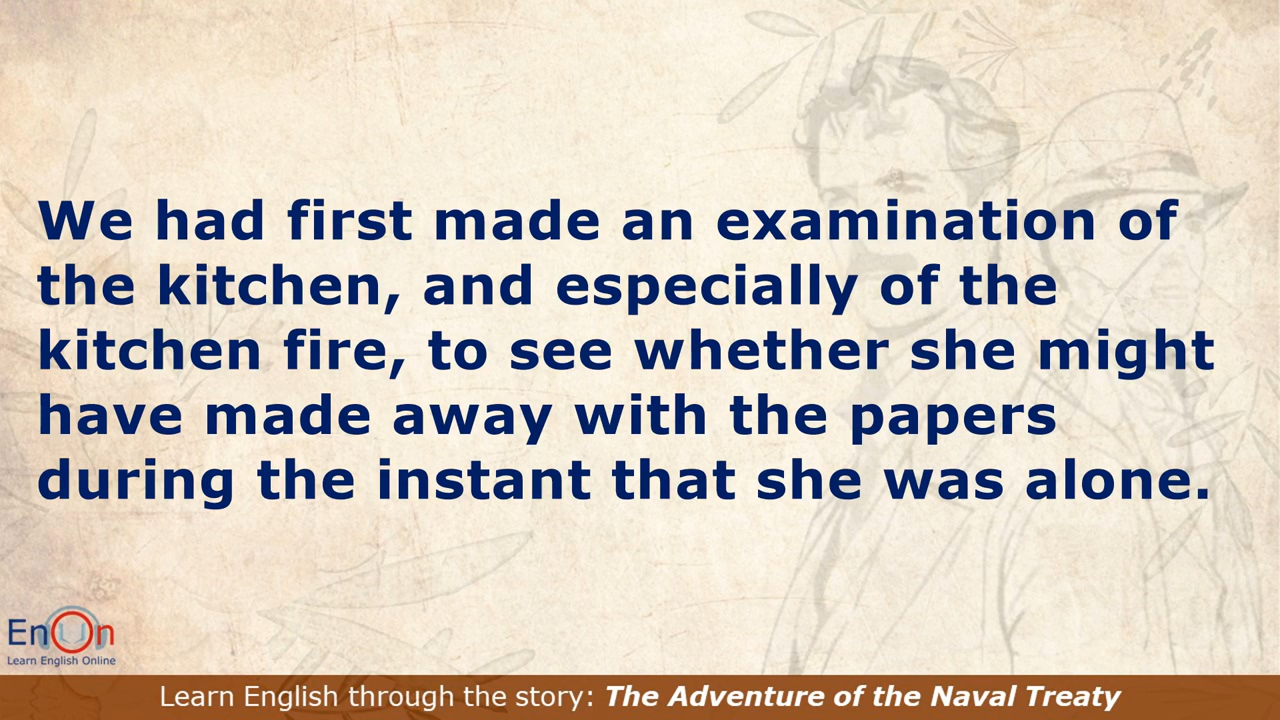 We had first made an examination of
the kitchen, and especially of the
kitchen fire, to see whether she might
have made away with the papers
during the instant that she was alone.
EnOn
Learn English Online
Learn English through the story: The Adventure of the Naval Treaty